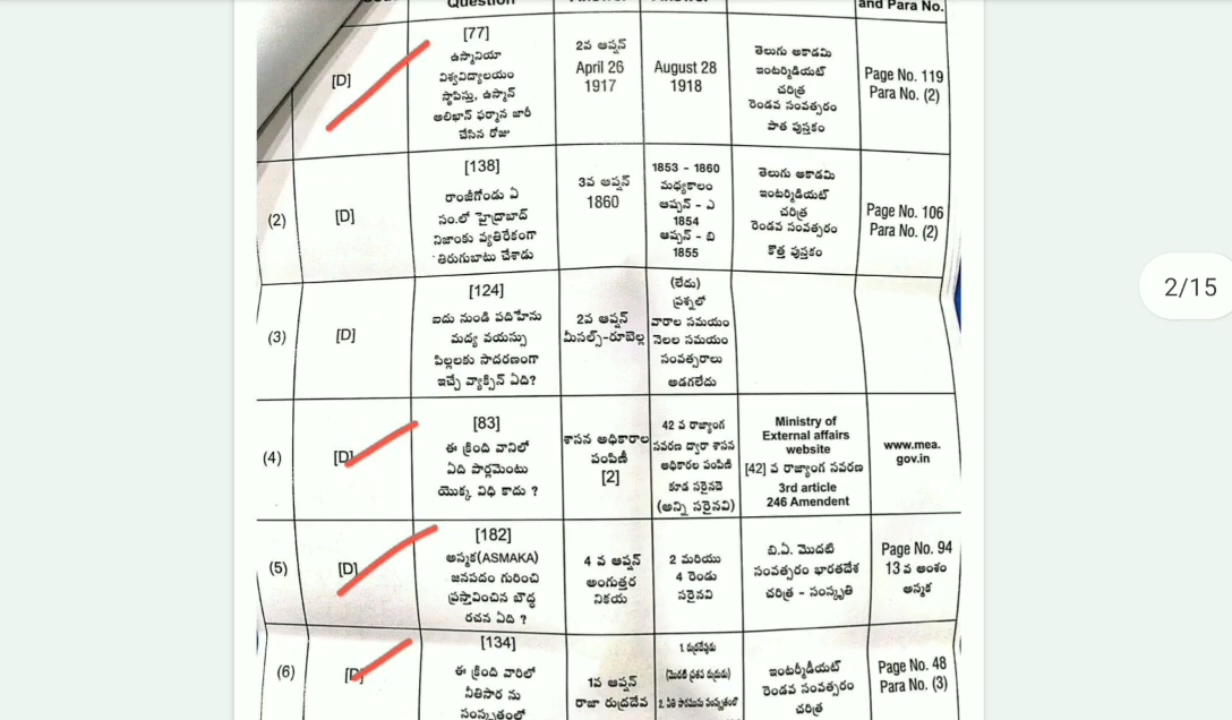 Question
and Para No.
[D]
[77]
ఉస్మానియా
విశ్వవిద్యాలయం
స్థాపిస్తు, ఉస్మాన్
అలీఖాన్ ఫర్మానా జారీ
చేసిన రోజు
2వ ఆప్షన్
April 26
1917
August 28
1918
తెలుగు అకాడమి
ఇంటర్మిడియట్
చరిత్ర
రెండవ సంవత్సరం
పాత పుస్తకం
Page No. 119
Para No. (2)
(2)
[D]
[138]
రాంజీగోండు ఏ
సం.లో హైద్రాబాద్
నిజాంకు వ్యతిరేకంగా
తిరుగుబాటు చేశాడు
3వ ఆప్షన్
1860
1853 - 1860
మధ్యకాలం
ఆప్షన్ - ఎ
1854
ఆప్షన్ - బి
1855
తెలుగు అకాడమి
ఇంటర్మిడియట్
చరిత్ర
రెండవ సంవత్సరం
కొత్త పుస్తకం
Page No. 106
Para No. (2)
(3)
[D]
[124]
ఐదు నుండి పదిహేను
మద్య వయస్సు
పిల్లలకు సాదరణంగా
ఇచ్చే వ్యాక్సిన్ ఏది?
2వ ఆప్షన్
మీసల్స్-రూబెల్ల
(లేదు)
ప్రశ్నలో
వారాల సమయం
నెలల సమయం
సంవత్సరాలు
అడగలేదు
(4)
[D]
[83]
ఈ క్రింది వానిలో
ఏది పార్లమెంటు
యొక్క విధి కాదు ?
శాసన అధికారాల
పంపిణీ
[2]
42 వ రాజ్యాంగ
సవరణ ద్వారా శాసన
అధికారల పంపిణీ
కూడ సరైనదె
(అన్ని సరైనవి)
Ministry of
External affairs
website
[42] వ రాజ్యాంగ సవరణ
3rd article
246 Amendent
www.mea.
gov.in
(5)
[D]
[182]
అస్మక(ASMAKA)
జనపదం గురించి
ప్రస్తావించిన బౌద్ధ
రచన ఏది ?
4 వ ఆప్షన్
అంగుత్తర
నికయ
2 మరియు
4 రెండు
సరైనవి
బి.ఏ. మొదటి
సంవత్సరం భారతదేశ
చరిత్ర - సంస్కృతి
Page No. 94
13 వ అంశం
అస్మక
(6)
[D]
[134]
ఈ క్రింది వారిలో
నీతిసార ను
సంస్కృతంలో
1వ ఆప్షన్
రాజా రుద్రదేవ
1. రుద్రదేవుడు
ఇంటర్మీడియట్
రెండవ సంవత్సరం
చరిత్ర
Page No. 48
Para No. (3)
2/15